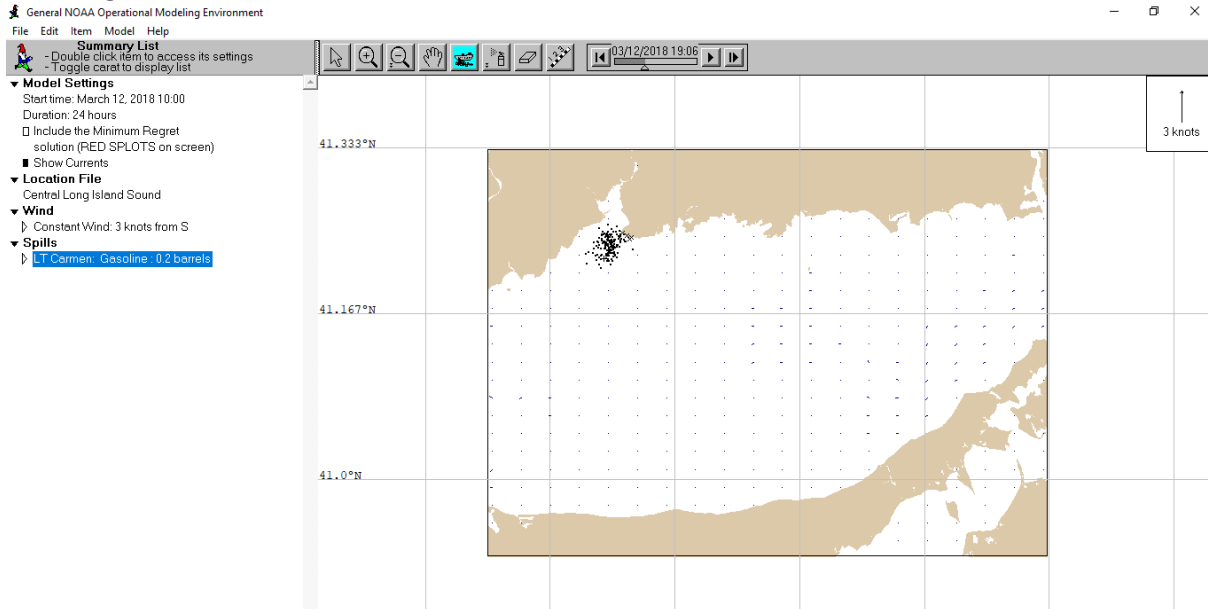 General NOAA Operational Modeling Environment
File Edit Item Model Help
Summary List
- Double click item to access its settings
- Toggle carat to display list
03/12/2018 19:06
Model Settings
Start time: March 12, 2018 10:00
Duration: 24 hours
Include the Minimum Regret
solution (RED SPLOTS on screen)
Show Currents
Location File
Central Long Island Sound
Wind
Constant Wind: 3 knots from S
Spills
LT Carmen: Gasoline : 0.2 barrels
3 knots
41.333°N
41.167°N
41.0°N